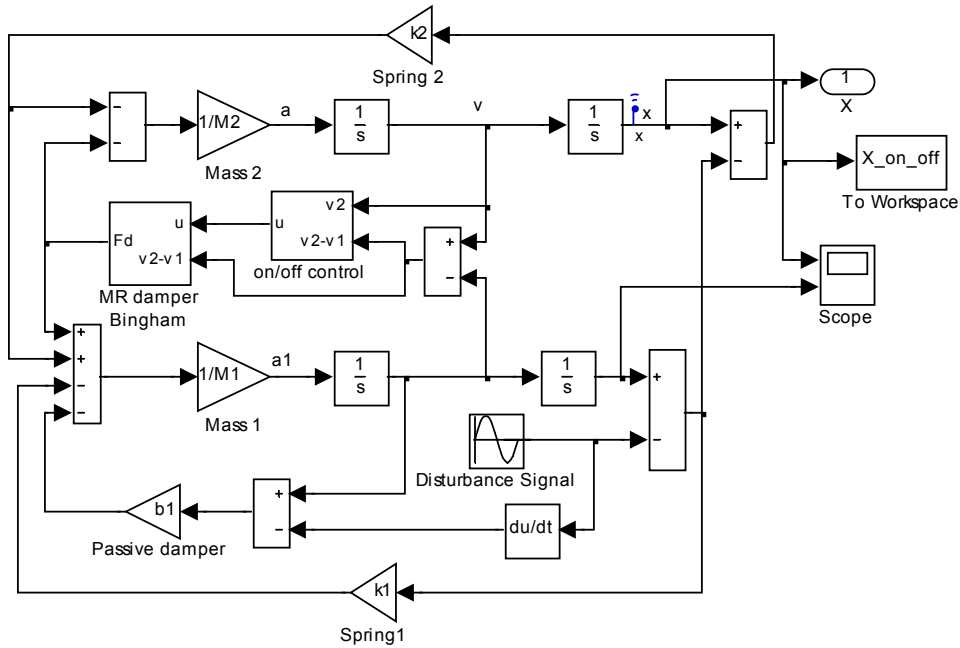 k2
Spring 2
1
X
−
−
1/M2
Mass 2
a
1
s
v
1
s
x
x
+
−
X_on_off
To Workspace
Fd
u
v2-v1
MR damper
Bingham
u
v2
v2-v1
on/off control
+
−
Scope
+
+
−
−
1/M1
Mass 1
a1
1
s
1
s
+
−
Disturbance Signal
b1
Passive damper
+
−
du/dt
k1
Spring1